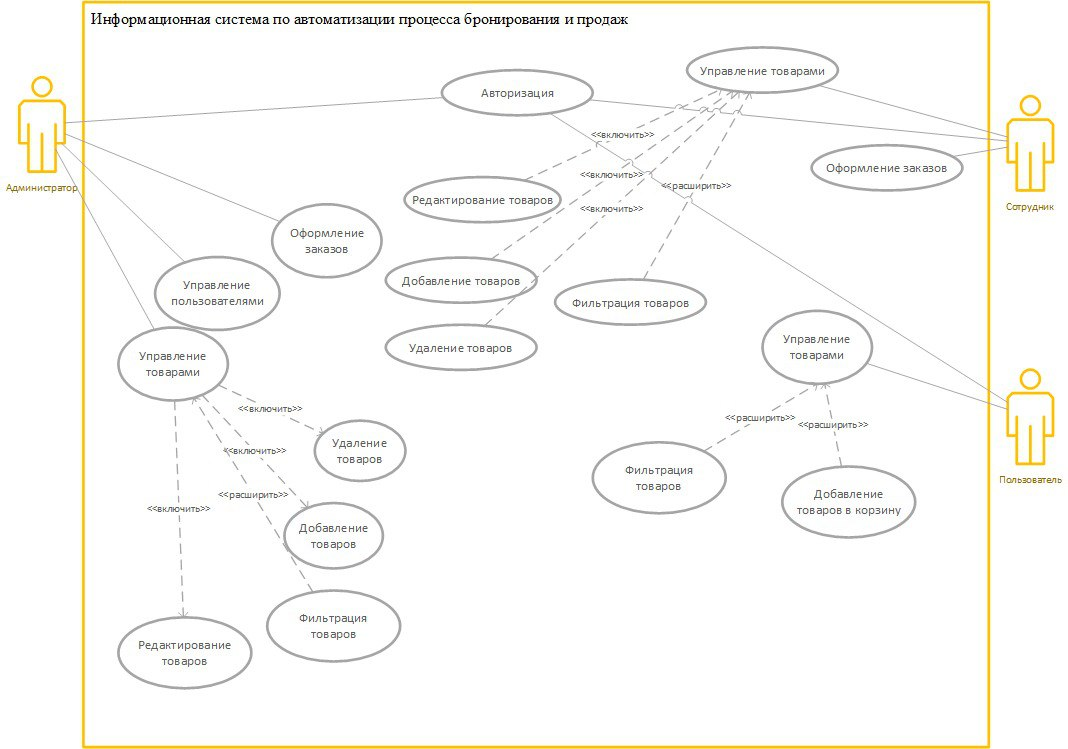 Информационная система по автоматизации процесса бронирования и продаж
Управление товарами
Авторизация
<<включить>>
Оформление заказов
<<включить>>
<<расширить>>
Администратор
Редактирование товаров
Сотрудник
<<включить>>
Оформление
заказов
Добавление товаров
Управление
пользователями
Фильтрация товаров
Удаление товаров
Управление
товарами
Управление
товарами
<<включить>>
<<расширить>>
<<расширить>>
Удаление
товаров
<<включить>>
Фильтрация
товаров
Пользователь
<<расширить>>
Добавление
товаров в корзину
<<включить>>
Добавление
товаров
Фильтрация
товаров
Редактирование
товаров